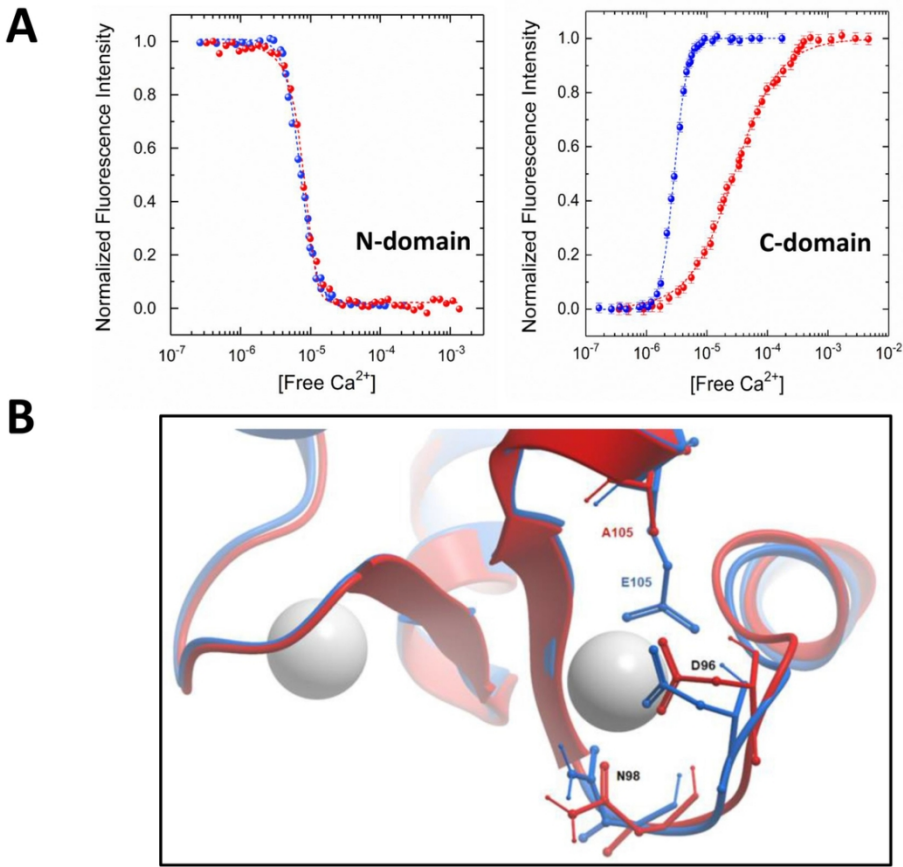 A
Normalized Fluorescence Intensity
1.0
0.8
0.6
0.4
0.2
0.0
N-domain
10⁻⁷ 10⁻⁶ 10⁻⁵ 10⁻⁴ 10⁻³
[Free Ca²⁺]
Normalized Fluorescence Intensity
1.0
0.8
0.6
0.4
0.2
0.0
C-domain
10⁻⁷ 10⁻⁶ 10⁻⁵ 10⁻⁴ 10⁻³ 10⁻²
[Free Ca²⁺]
B
A105
E105
D96
N98